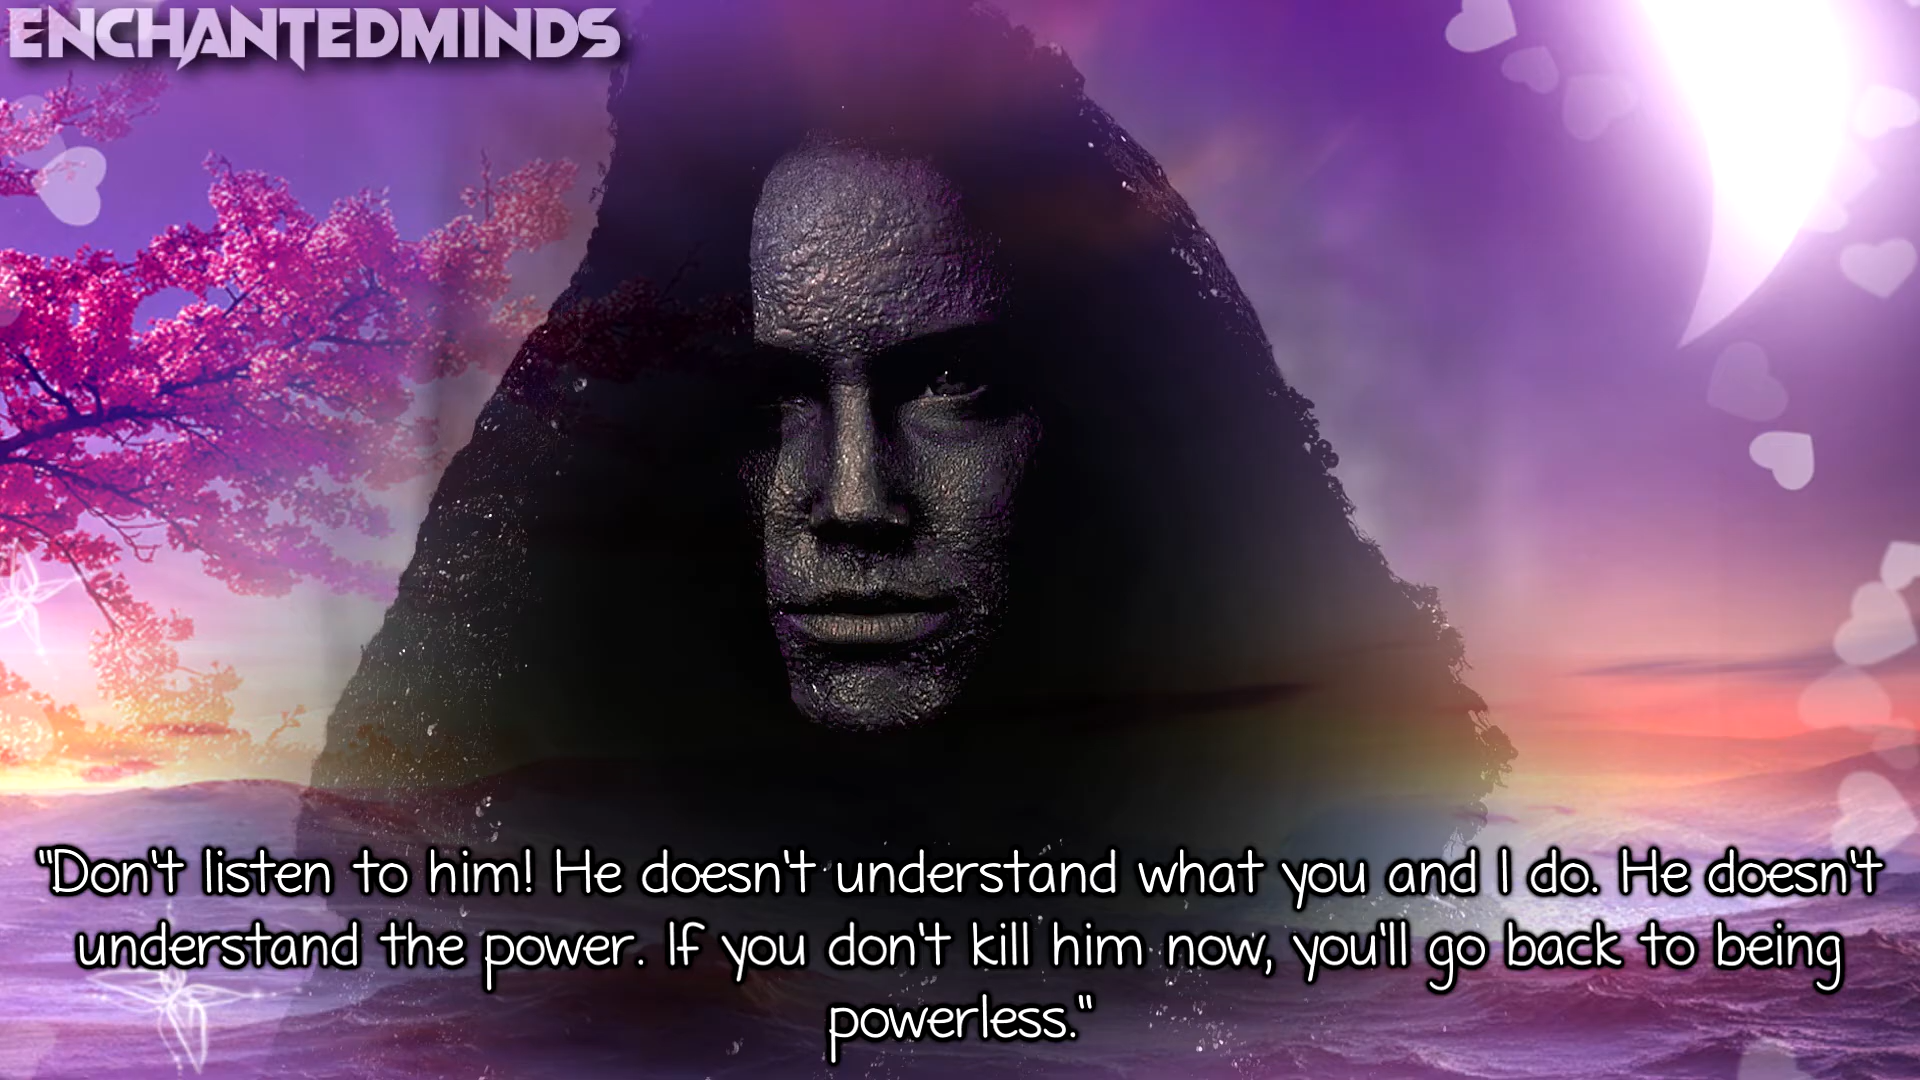 ENCHANTEDMINDS
"Don't listen to him! He doesn't understand what you and I do. He doesn't
understand the power. If you don't kill him now, you'll go back to being
powerless."